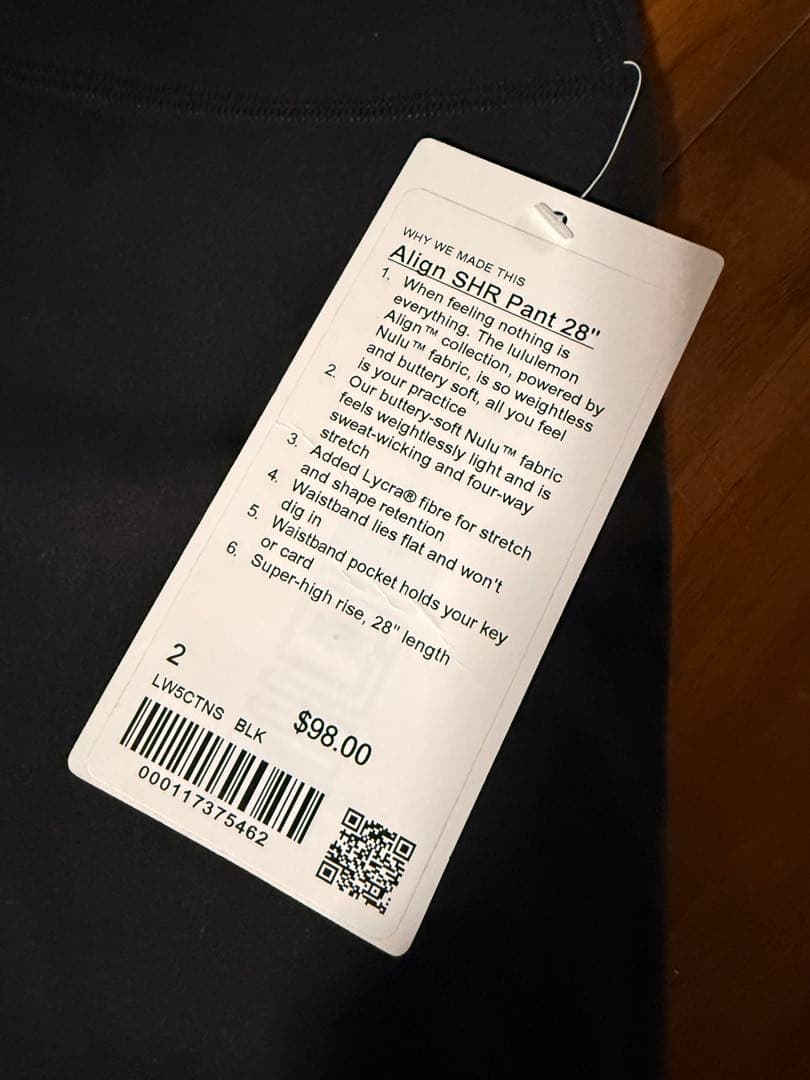 WHY WE MADE THIS
Align SHR Pant 28"
1. When feeling nothing is
everything. The lululemon
Align™ collection, powered by
Nulu™ fabric, is so weightless
and buttery soft, all you feel
is your practice
2. Our buttery-soft Nulu™ fabric
feels weightlessly light and is
sweat-wicking and four-way
stretch
3. Added Lycra® fibre for stretch
and shape retention
4. Waistband lies flat and won't
dig in
5. Waistband pocket holds your key
or card
6. Super-high rise, 28" length
2
LW5CTNS BLK
$98.00
000117375462